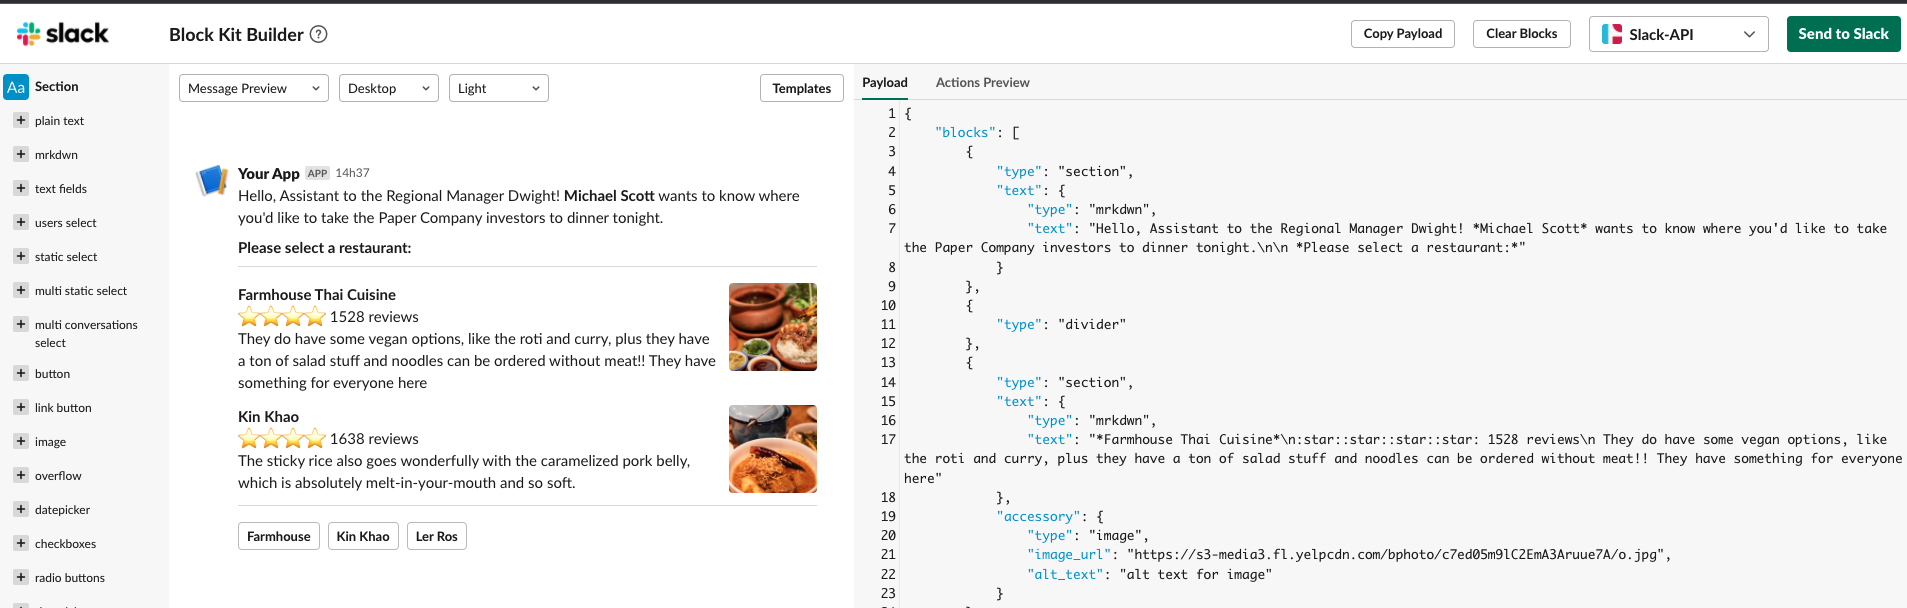 slack
Block Kit Builder ?
Copy Payload
Clear Blocks
Slack-API
Send to Slack
Aa Section
+ plain text
+ mrkdwn
+ text fields
+ users select
+ static select
+ multi static select
+ multi conversations
select
+ button
+ link button
+ image
+ overflow
+ datepicker
+ checkboxes
+ radio buttons
Message Preview
Desktop
Light
Templates
Your App APP 14h37
Hello, Assistant to the Regional Manager Dwight! Michael Scott wants to know where
you'd like to take the Paper Company investors to dinner tonight.
Please select a restaurant:
Farmhouse Thai Cuisine
1528 reviews
They do have some vegan options, like the roti and curry, plus they have
a ton of salad stuff and noodles can be ordered without meat!! They have
something for everyone here
Kin Khao
1638 reviews
The sticky rice also goes wonderfully with the caramelized pork belly,
which is absolutely melt-in-your-mouth and so soft.
Farmhouse
Kin Khao
Ler Ros
Payload
Actions Preview
1 {
2 "blocks": [
3 {
4 "type": "section",
5 "text": {
6 "type": "mrkdwn",
7 "text": "Hello, Assistant to the Regional Manager Dwight! *Michael Scott* wants to know where you'd like to take
the Paper Company investors to dinner tonight.\n\n *Please select a restaurant:*"
8 }
9 },
10 {
11 "type": "divider"
12 },
13 {
14 "type": "section",
15 "text": {
16 "type": "mrkdwn",
17 "text": "*Farmhouse Thai Cuisine*\n:star::star::star::star: 1528 reviews\n They do have some vegan options, like
the roti and curry, plus they have a ton of salad stuff and noodles can be ordered without meat!! They have something for everyone
here"
18 },
19 "accessory": {
20 "type": "image",
21 "image_url": "https://s3-media3.fl.yelpcdn.com/bphoto/c7ed05m9lC2EmA3Aruue7A/o.jpg",
22 "alt_text": "alt text for image"
23 }